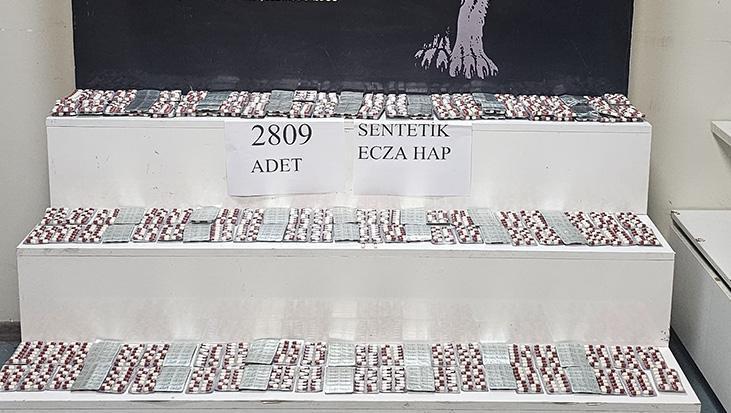 2809
ADET
SENTETİK
ECZA HAP